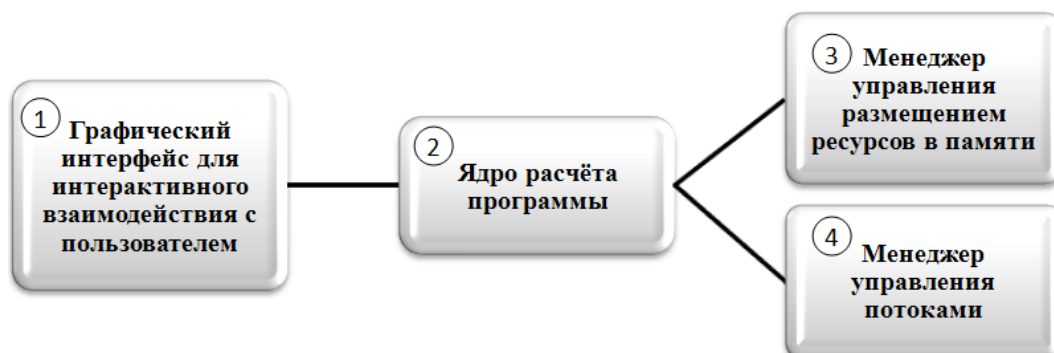 1
Графический
интерфейс для
интерактивного
взаимодействия с
пользователем
2
Ядро расчёта
программы
3
Менеджер
управления
размещением
ресурсов в памяти
4
Менеджер
управления
потоками